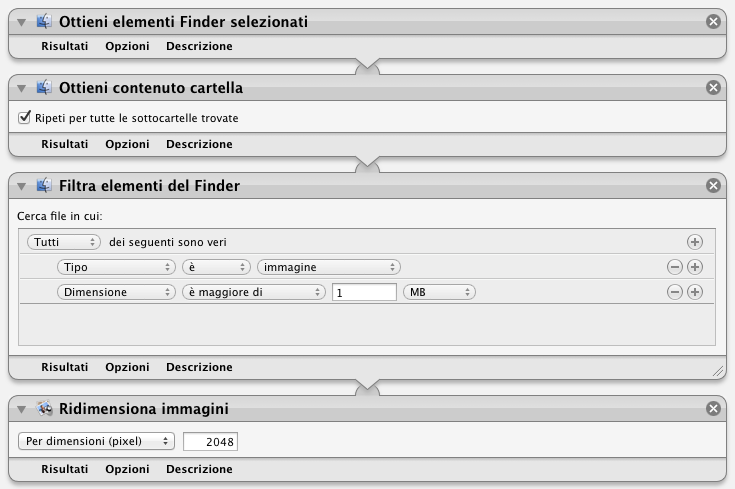 Ottieni elementi Finder selezionati
Risultati Opzioni Descrizione
Ottieni contenuto cartella
Ripeti per tutte le sottocartelle trovate
Risultati Opzioni Descrizione
Filtra elementi del Finder
Cerca file in cui:
Tutti dei seguenti sono veri
Tipo è immagine
Dimensione è maggiore di 1 MB
Risultati Opzioni Descrizione
Ridimensiona immagini
Per dimensioni (pixel) 2048
Risultati Opzioni Descrizione